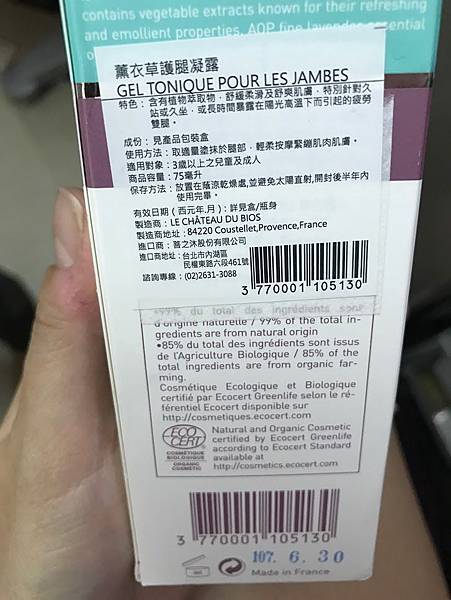 contains vegetable extracts known for their refreshing
and emollient properties. AOP fine lavender essential
薰衣草護腿凝露
GEL TONIQUE POUR LES JAMBES
特色：含有植物萃取物，舒緩柔滑及舒爽肌膚，特別針對久
站或久坐，或長時間暴露在陽光高溫下而引起的疲勞
雙腿。
成份：見產品包裝盒
使用方法：取適量塗抹於腿部，輕柔按摩緊繃肌肉肌膚。
適用對象：3歲以上之兒童及成人
商品容量：75毫升
保存方法：放置在蔭涼乾燥處,並避免太陽直射,開封後半年內
使用完畢。
有效日期（西元年.月）：詳見盒/瓶身
製造商：LE CHÂTEAU DU BIOS
製造商地址：84220 Coustellet,Provence,France
進口商：薈之沐股份有限公司
進口商地址：台北市內湖區
民權東路六段461號
諮詢專線：(02)2631-3088
3 770001 105130
•99% du total des ingrédients sont
d'origine naturelle / 99% of the total in-
gredients are from natural origin
•85% du total des ingrédients sont issus
de l'Agriculture Biologique / 85% of the
total ingredients are from organic far-
ming.
Cosmétique Ecologique et Biologique
certifié par Ecocert Greenlife selon le ré-
férentiel Ecocert disponible sur
http://cosmetiques.ecocert.com
ECO
CERT
COSMÉTIQUE
BIOLOGIQUE
ORGANIC
COSMETIC
Natural and Organic Cosmetic
certified by Ecocert Greenlife
according to Ecocert Standard
available at
http://cosmetics.ecocert.com
3 770001 105130
107. 6. 30
Made in France